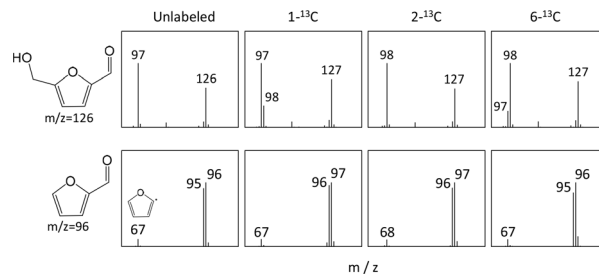 Unlabeled 1-¹³C 2-¹³C 6-¹³C
HO O O
m/z=126
97 126
97 98 127
98 127
98 97 127
O O
m/z=96
95 96 67 O
96 97 67
96 97 68
96 95 67
m / z